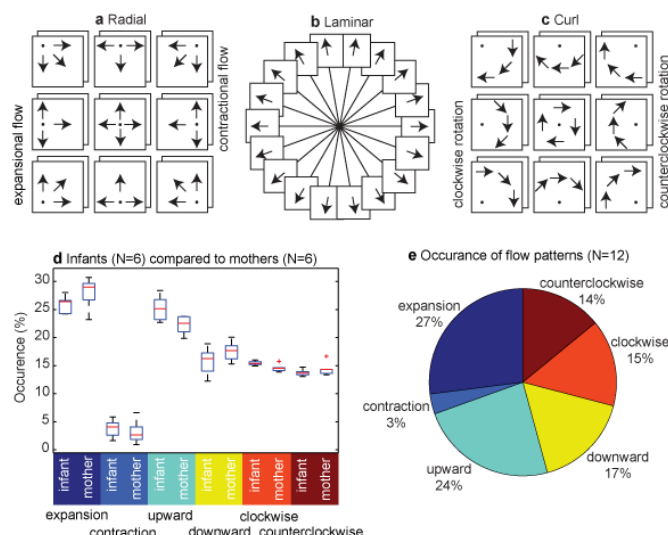 a Radial
b Laminar
c Curl
expansional flow
contractional flow
clockwise rotation
counterclockwise rotation
d Infants (N=6) compared to mothers (N=6)
Occurence (%)
30
25
20
15
10
5
0
infant
mother
infant
mother
infant
mother
infant
mother
infant
mother
infant
mother
expansion
contraction
upward
downward
clockwise
counterclockwise
e Occurance of flow patterns (N=12)
expansion
27%
counterclockwise
14%
clockwise
15%
contraction
3%
downward
17%
upward
24%